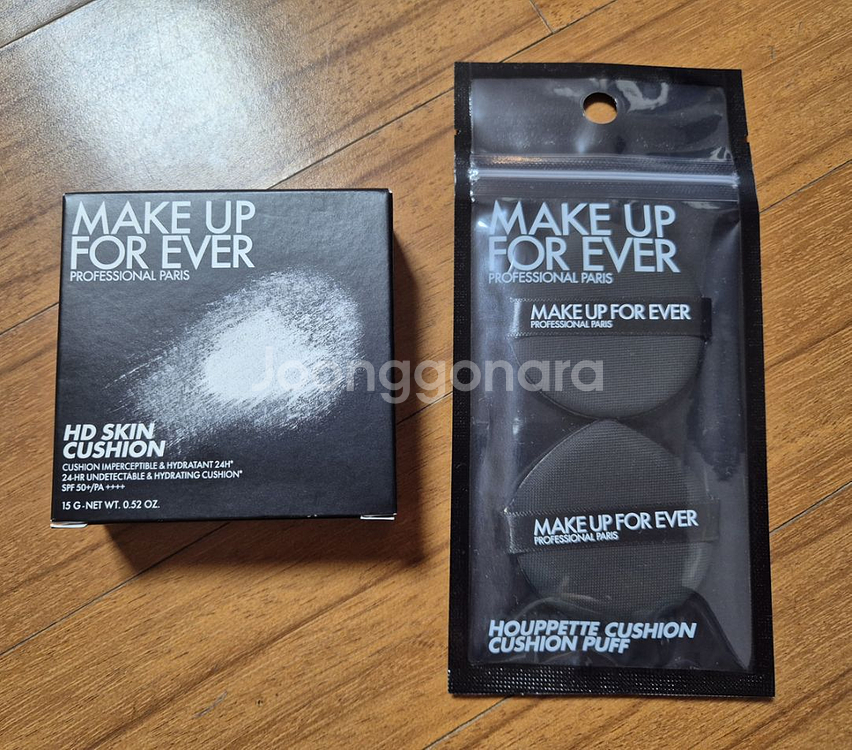 MAKE UP
FOR EVER
PROFESSIONAL PARIS
HD SKIN
CUSHION
CUSHION IMPERCEPTIBLE & HYDRATANT 24H*
24-HR UNDETECTABLE & HYDRATING CUSHION*
SPF 50+/PA ++++
15 G - NET WT. 0.52 OZ.
MAKE UP
FOR EVER
PROFESSIONAL PARIS
MAKE UP FOR EVER
PROFESSIONAL PARIS
MAKE UP FOR EVER
PROFESSIONAL PARIS
HOUPPETTE CUSHION
CUSHION PUFF
Joonggonara